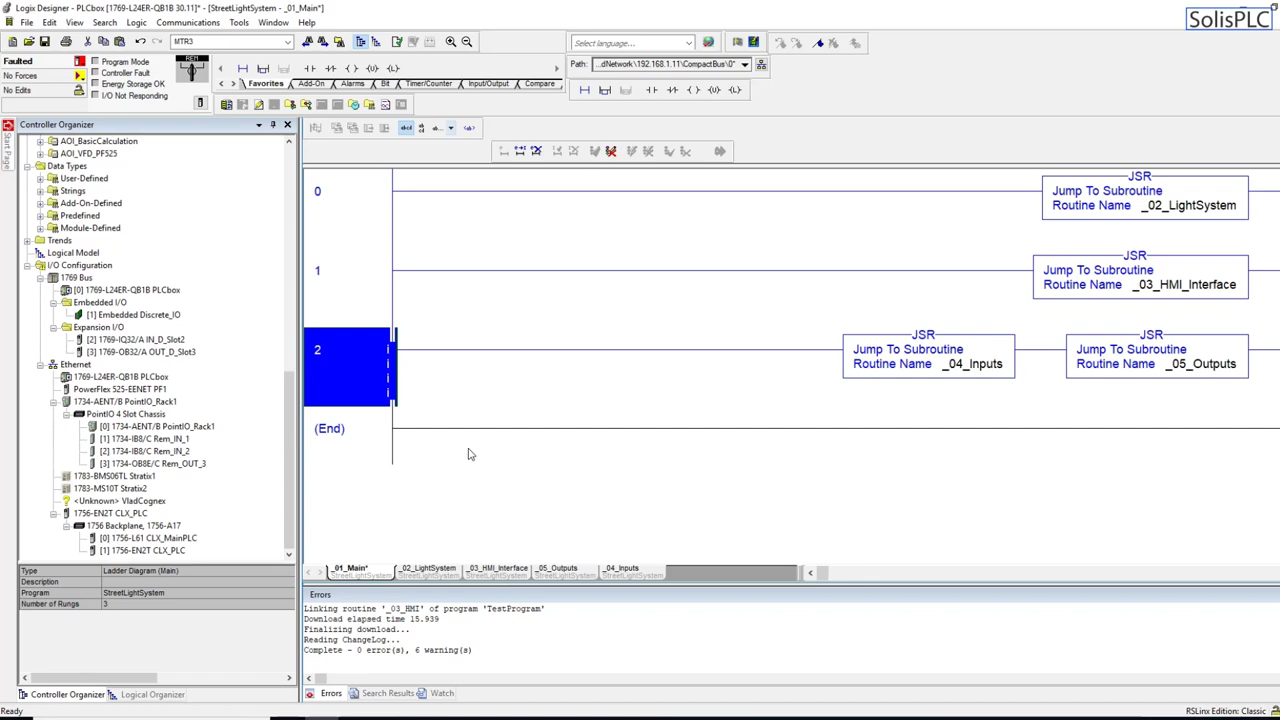 Logix Designer - PLCbox [1769-L24ER-QB1B 30.11]* - [StreetLightSystem - _01_Main*]
SolisPLC
File Edit View Search Logic Communications Tools Window Help
MTR3
Select language...
Faulted
No Forces
No Edits
Program Mode
Controller Fault
Energy Storage OK
I/O Not Responding
REM
Path: ...dNetwork\192.168.1.11\CompactBus\0*
Favorites Add-On Alarms Bit Timer/Counter Input/Output Compare
Start Page
Controller Organizer
AOI_BasicCalculation
AOI_VFD_PF525
Data Types
User-Defined
Strings
Add-On-Defined
Predefined
Module-Defined
Trends
Logical Model
I/O Configuration
1769 Bus
[0] 1769-L24ER-QB1B PLCbox
Embedded I/O
[1] Embedded Discrete_IO
Expansion I/O
[2] 1769-IQ32/A IN_D_Slot2
[3] 1769-OB32/A OUT_D_Slot3
Ethernet
1769-L24ER-QB1B PLCbox
PowerFlex 525-EENET PF1
1734-AENT/B PointIO_Rack1
PointIO 4 Slot Chassis
[0] 1734-AENT/B PointIO_Rack1
[1] 1734-IB8/C Rem_IN_1
[2] 1734-IB8/C Rem_IN_2
[3] 1734-OB8E/C Rem_OUT_3
1783-BMS06TL Stratix1
1783-MS10T Stratix2
<Unknown> VladCognex
1756-EN2T CLX_PLC
1756 Backplane, 1756-A17
[0] 1756-L61 CLX_MainPLC
[1] 1756-EN2T CLX_PLC
Type Ladder Diagram (Main)
Description
Program StreetLightSystem
Number of Rungs 3
Controller Organizer Logical Organizer
0
JSR
Jump To Subroutine
Routine Name _02_LightSystem
1
JSR
Jump To Subroutine
Routine Name _03_HMI_Interface
2
JSR
Jump To Subroutine
Routine Name _04_Inputs
JSR
Jump To Subroutine
Routine Name _05_Outputs
(End)
_01_Main* _02_LightSystem _03_HMI_Interface _05_Outputs _04_Inputs
StreetLightSystem StreetLightSystem StreetLightSystem StreetLightSystem StreetLightSystem
Errors
Linking routine '_03_HMI' of program 'TestProgram'
Download elapsed time 15.939
Finalizing download...
Reading ChangeLog...
Complete - 0 error(s), 6 warning(s)
Errors Search Results Watch
Ready
RSLinx Edition: Classic